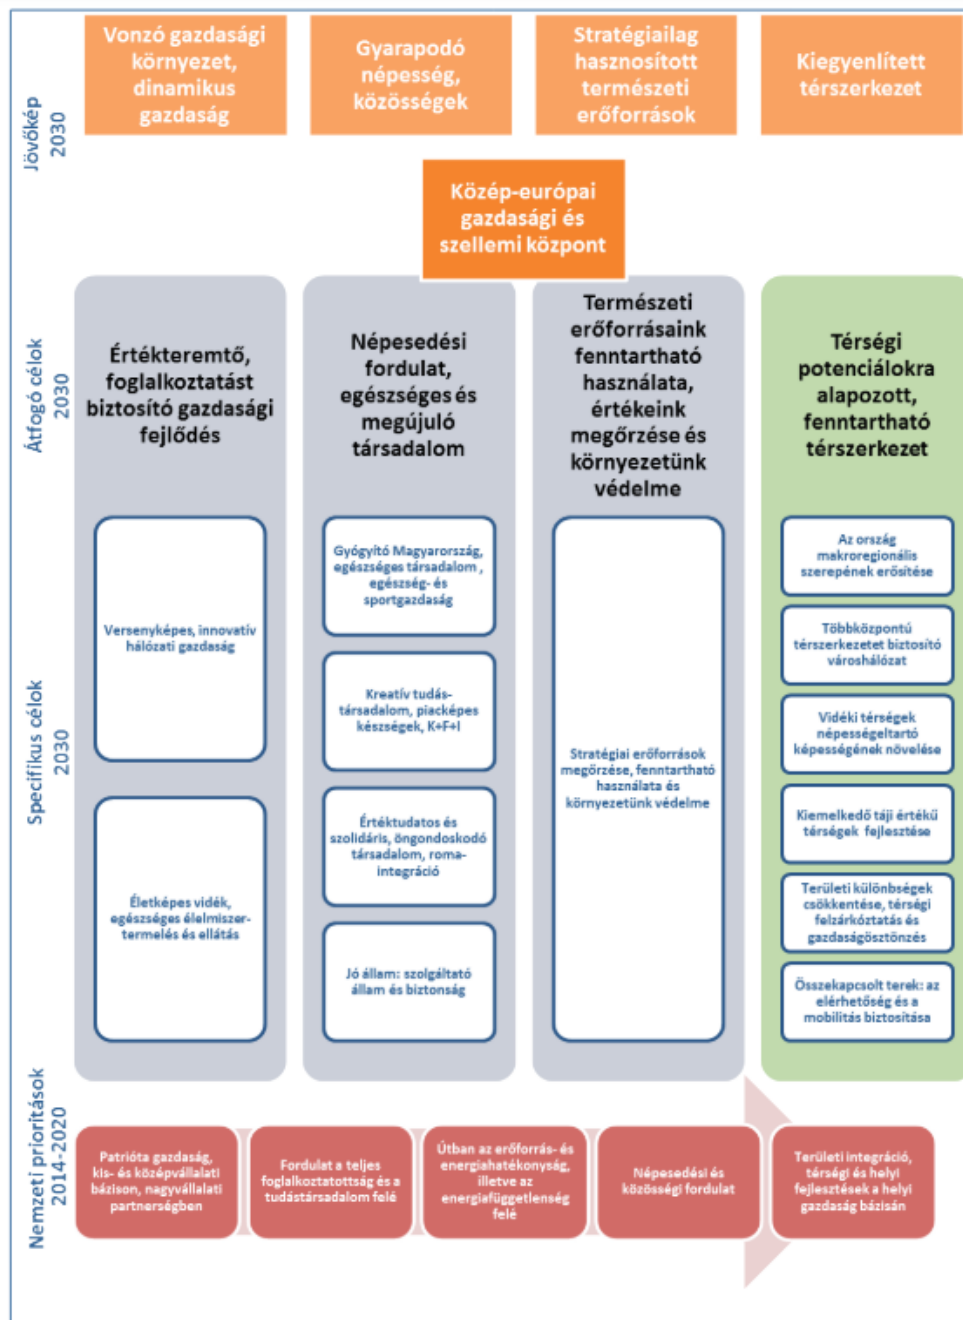 Jövőkép
2030
Vonzó gazdasági
környezet,
dinamikus
gazdaság
Gyarapodó
népesség,
közösségek
Stratégiailag
hasznosított
természeti
erőforrások
Kiegyenlített
térszerkezet
Közép-európai
gazdasági és
szellemi központ
Átfogó célok
2030
Értékteremtő,
foglalkoztatást
biztosító gazdasági
fejlődés
Népesedési
fordulat,
egészséges és
megújuló
társadalom
Természeti
erőforrásaink
fenntartható
használata,
értékeink
megőrzése és
környezetünk
védelme
Térségi
potenciálokra
alapozott,
fenntartható
térszerkezet
Specifikus célok
2030
Versenyképes, innovatív
hálózati gazdaság
Életképes vidék,
egészséges élelmiszer-
termelés és ellátás
Gyógyító Magyarország,
egészséges társadalom ,
egészség- és
sportgazdaság
Kreatív tudás-
társadalom, piacképes
készségek, K+F+I
Értéktudatos és
szolidáris, öngondoskodó
társadalom, roma-
integráció
Jó állam: szolgáltató
állam és biztonság
Stratégiai erőforrások
megőrzése, fenntartható
használata és
környezetünk védelme
Az ország
makroregionális
szerepének erősítése
Többközpontú
térszerkezetet biztosító
városhálózat
Vidéki térségek
népességeltartó
képességének növelése
Kiemelkedő táji értékű
térségek fejlesztése
Területi különbségek
csökkentése, térségi
felzárkóztatás és
gazdaságösztönzés
Összekapcsolt terek: az
elérhetőség és a
mobilitás biztosítása
Nemzeti prioritások
2014-2020
Patrióta gazdaság,
kis- és középvállalati
bázison, nagyvállalati
partnerségben
Fordulat a teljes
foglalkoztatottság és a
tudástársadalom felé
Útban az erőforrás- és
energiahatékonyság,
illetve az
energiafüggetlenség
felé
Népesedési és
közösségi fordulat
Területi integráció,
térségi és helyi
fejlesztések a helyi
gazdaság bázisán